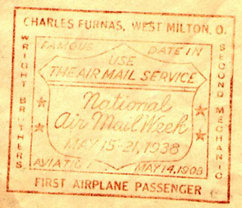 CHARLES FURNAS, WEST MILTON, O.
FAMOUS DATE IN
USE
THE AIR MAIL SERVICE
National
Air Mail Week
MAY 15-21, 1938
AVIATIC
MAY 14, 1908
WRIGHT BROTHERS
SECOND MECHANIC
FIRST AIRPLANE PASSENGER